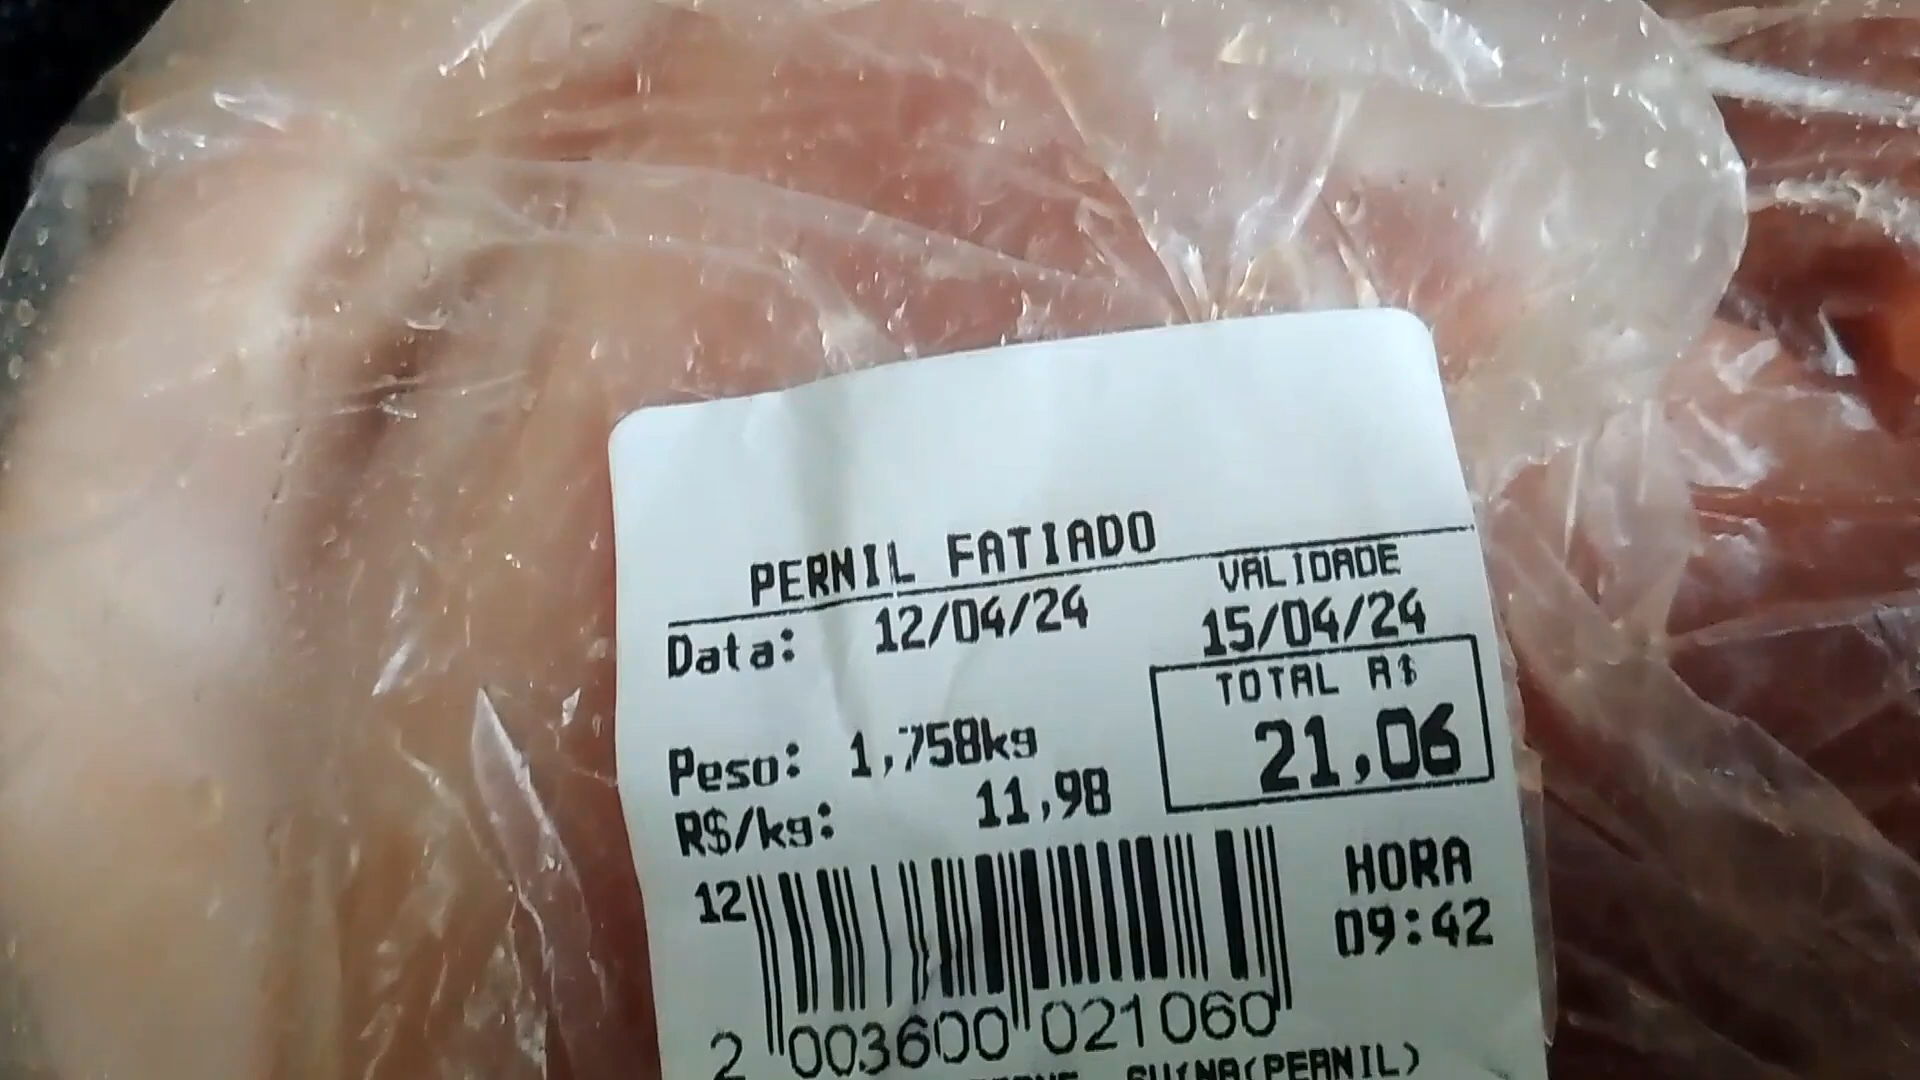 PERNIL FATIADO
Data: 12/04/24
VALIDADE
15/04/24
Peso: 1,758kg
TOTAL R$
21,06
R$/kg: 11,98
12
HORA
09:42
2 003600 021060
SUINA(PERNIL)